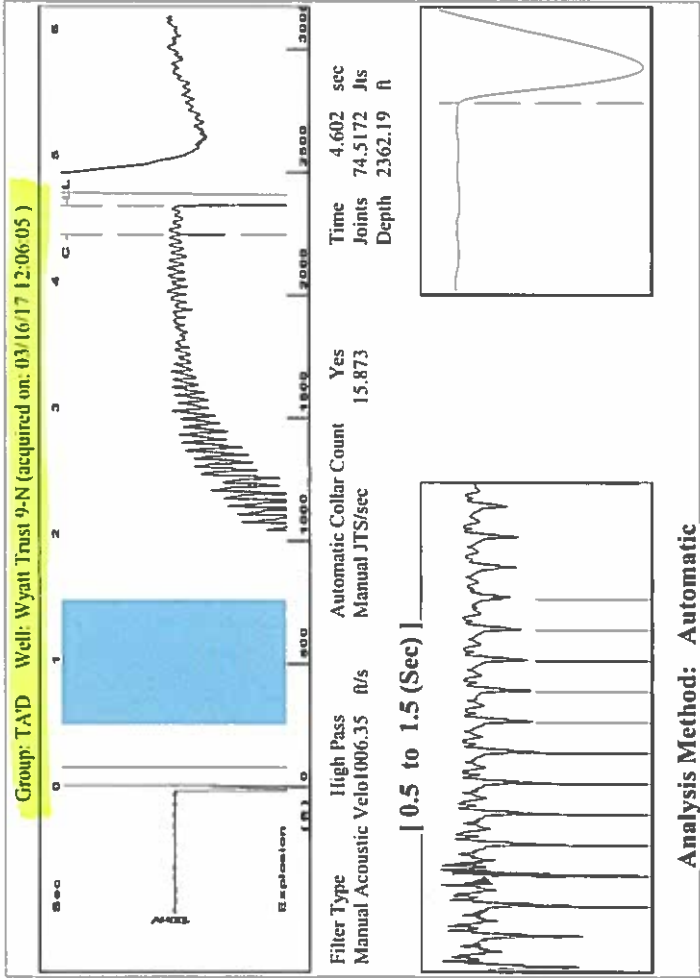 Group: TA'D Well: Wyatt Trust 9-N (acquired on: 03/16/17 12:06:05 )
Sec 0 1 2 3 4 5 6
C LL
Explosion
(ft) 0 500 1000 1500 2000 2500 3000
Filter Type High Pass Automatic Collar Count Yes Time 4.602 sec
Manual Acoustic Velo1006.35 ft/s Manual JTS/sec 15.873 Joints 74.5172 Jts
Depth 2362.19 ft
[ 0.5 to 1.5 (Sec) ]
Analysis Method: Automatic